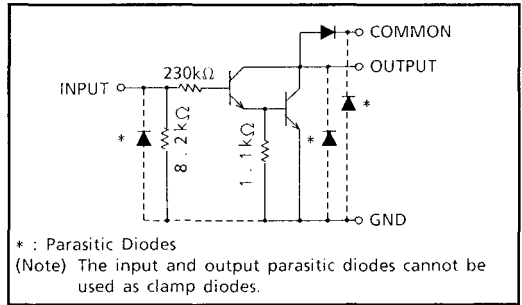 COMMON
230kΩ
OUTPUT
INPUT
*
*
*
8.2kΩ
1.1kΩ
GND
* : Parasitic Diodes
(Note) The input and output parasitic diodes cannot be
used as clamp diodes.